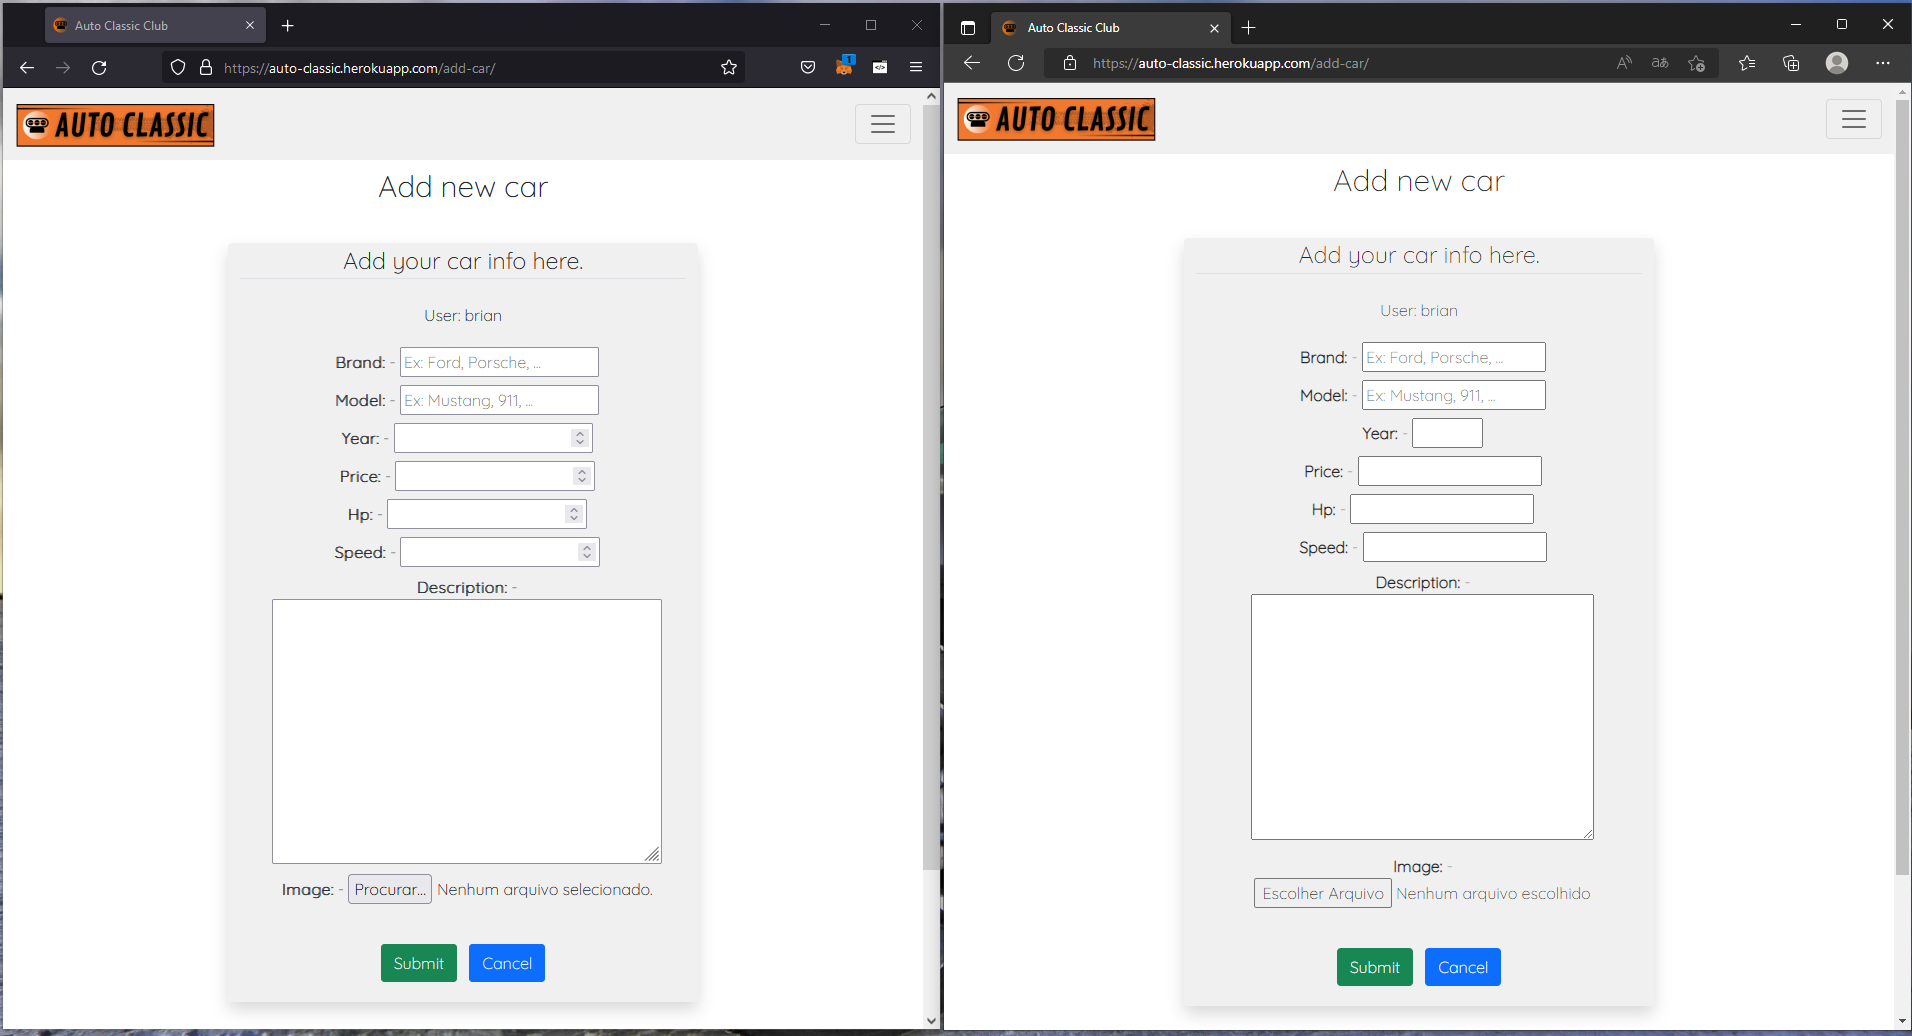 Auto Classic Club
https://auto-classic.herokuapp.com/add-car/
1
AUTO CLASSIC
Add new car
Add your car info here.
User: brian
Brand: - Ex: Ford, Porsche, ...
Model: - Ex: Mustang, 911, ...
Year: -
Price: -
Hp: -
Speed: -
Description: -
Image: - Procurar... Nenhum arquivo selecionado.
Submit Cancel
Auto Classic Club
https://auto-classic.herokuapp.com/add-car/
AUTO CLASSIC
Add new car
Add your car info here.
User: brian
Brand: - Ex: Ford, Porsche, ...
Model: - Ex: Mustang, 911, ...
Year: -
Price: -
Hp: -
Speed: -
Description: -
Image: -
Escolher Arquivo Nenhum arquivo escolhido
Submit Cancel